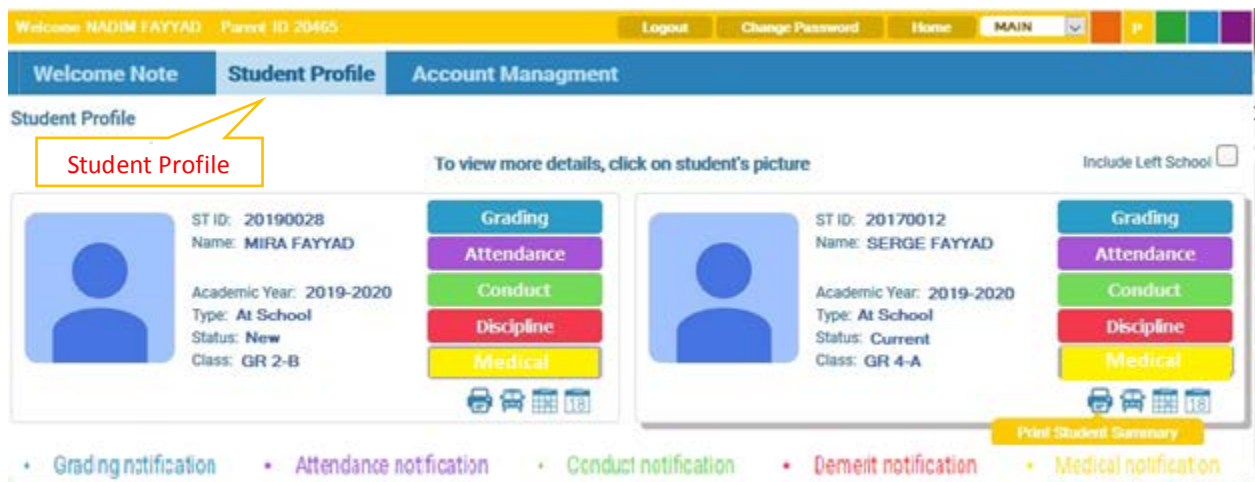 Welcome NADIM FAYYAD Parent ID 20465 Logout Change Password Home MAIN P
Welcome Note Student Profile Account Managment
Student Profile
Student Profile
To view more details, click on student's picture Include Left School
ST ID: 20190028
Name: MIRA FAYYAD
Academic Year: 2019-2020
Type: At School
Status: New
Class: GR 2-B
Grading
Attendance
Conduct
Discipline
Medical
18
ST ID: 20170012
Name: SERGE FAYYAD
Academic Year: 2019-2020
Type: At School
Status: Current
Class: GR 4-A
Grading
Attendance
Conduct
Discipline
Medical
18
Print Student Summary
• Grading notification • Attendance notification • Conduct notification • Demerit notification • Medical notification